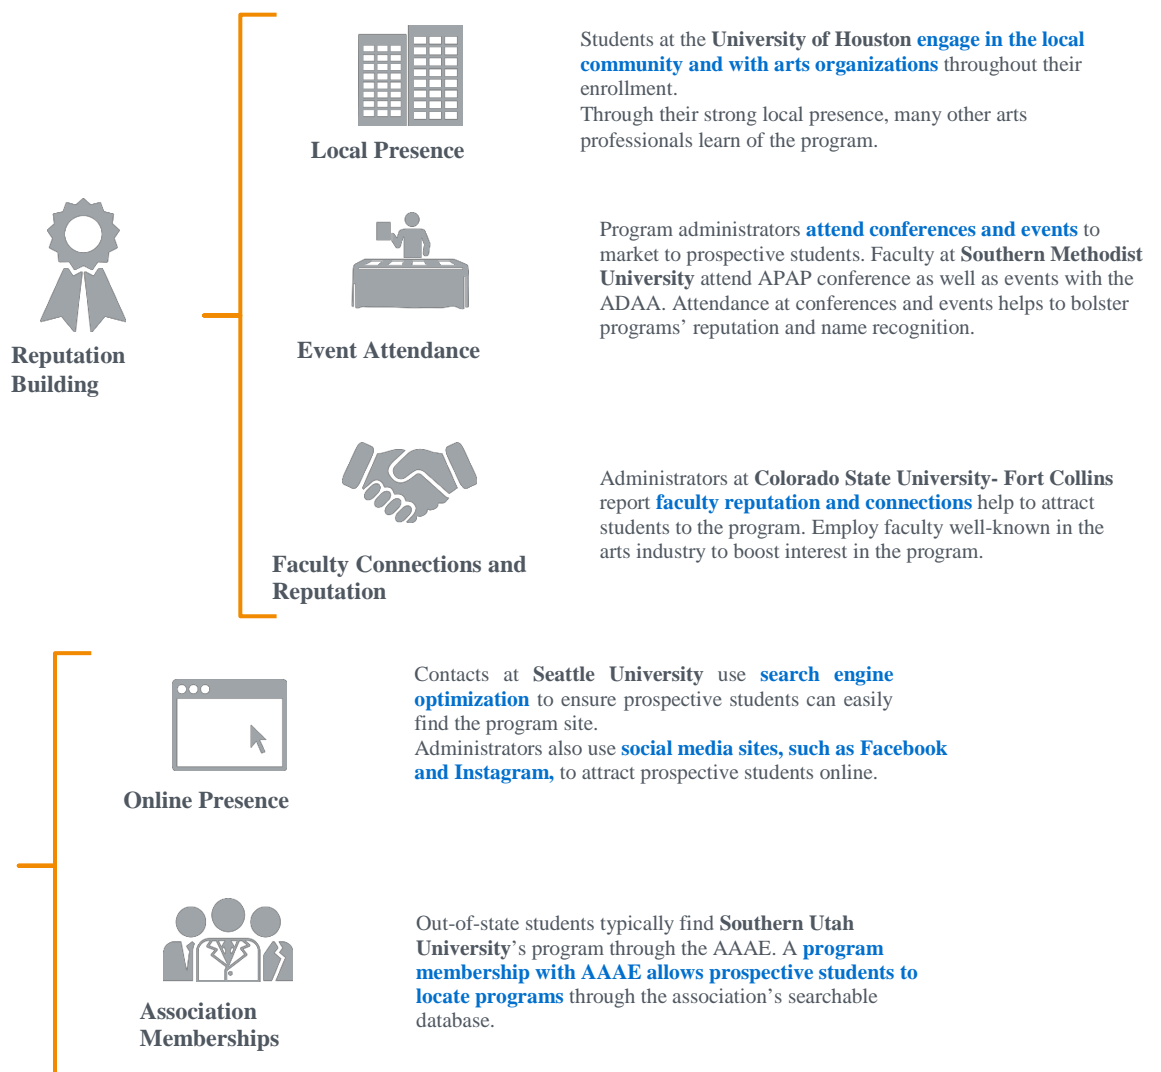 Reputation
Building
Local Presence
Students at the University of Houston engage in the local
community and with arts organizations throughout their
enrollment.
Through their strong local presence, many other arts
professionals learn of the program.
Event Attendance
Program administrators attend conferences and events to
market to prospective students. Faculty at Southern Methodist
University attend APAP conference as well as events with the
ADAA. Attendance at conferences and events helps to bolster
programs’ reputation and name recognition.
Faculty Connections and
Reputation
Administrators at Colorado State University- Fort Collins
report faculty reputation and connections help to attract
students to the program. Employ faculty well-known in the
arts industry to boost interest in the program.
Online Presence
Contacts at Seattle University use search engine
optimization to ensure prospective students can easily
find the program site.
Administrators also use social media sites, such as Facebook
and Instagram, to attract prospective students online.
Association
Memberships
Out-of-state students typically find Southern Utah
University’s program through the AAAE. A program
membership with AAAE allows prospective students to
locate programs through the association’s searchable
database.